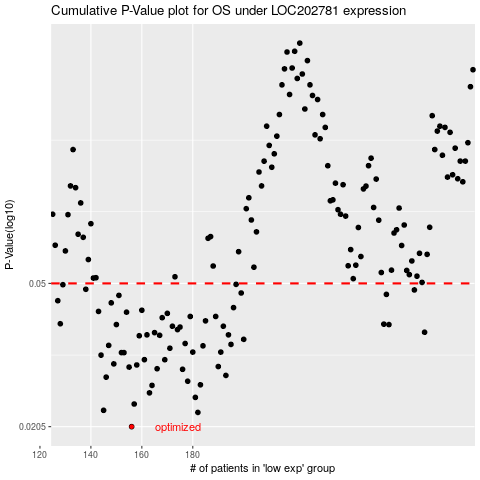 Cumulative P-Value plot for OS under LOC202781 expression
P-Value(log10)
0.05
0.0205
optimized
120 140 160 180
# of patients in 'low exp' group